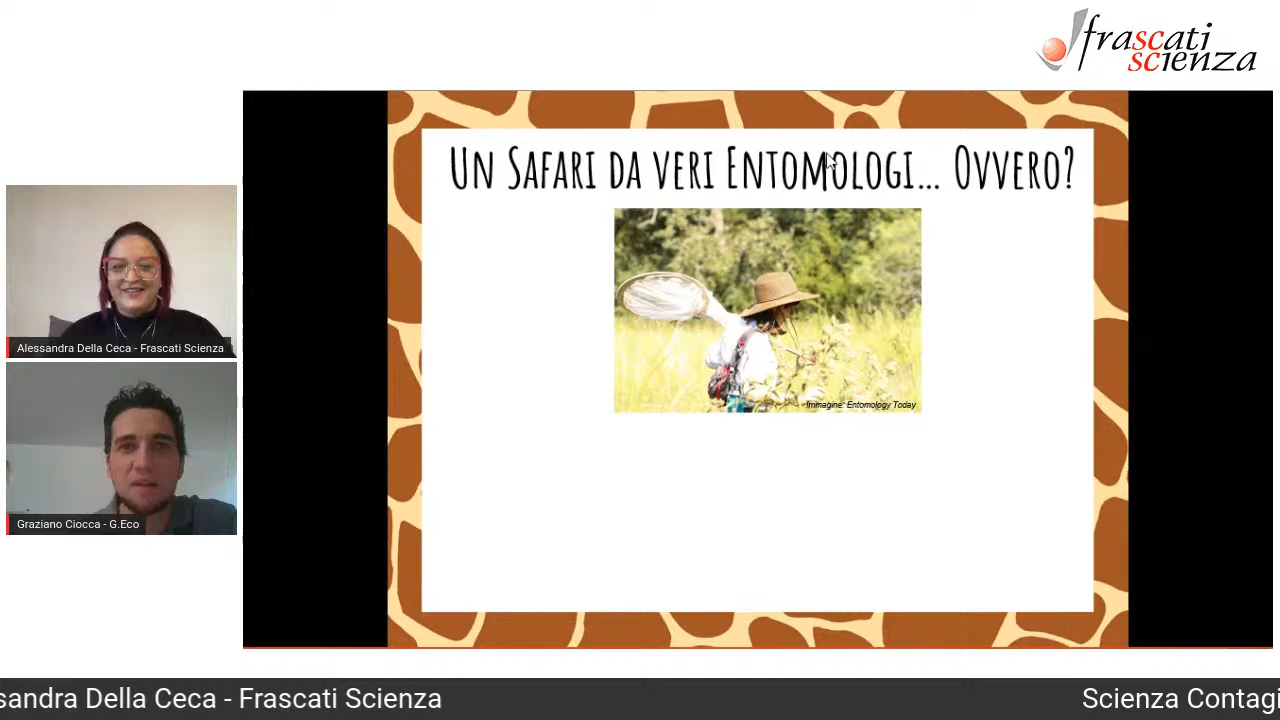 frascati
scienza
Un Safari da veri Entomologi... Ovvero?
Immagine: Entomology Today
Alessandra Della Ceca - Frascati Scienza
Graziano Ciocca - G.Eco
sandra Della Ceca - Frascati Scienza
Scienza Contagi